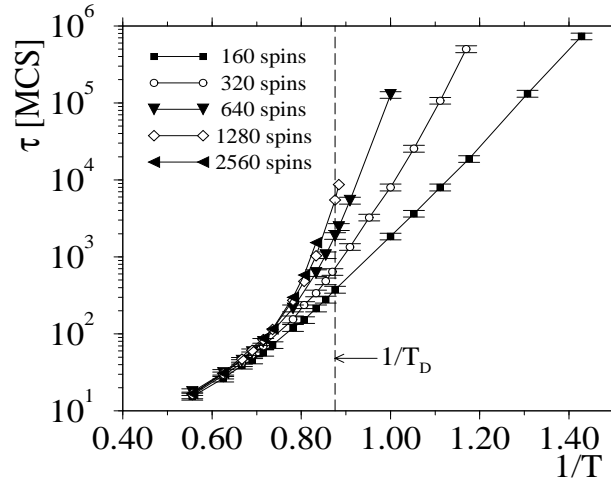 τ [MCS]
10^6
10^5
10^4
10^3
10^2
10^1
160 spins
320 spins
640 spins
1280 spins
2560 spins
1/T_D
0.40 0.60 0.80 1.00 1.20 1.40
1/T